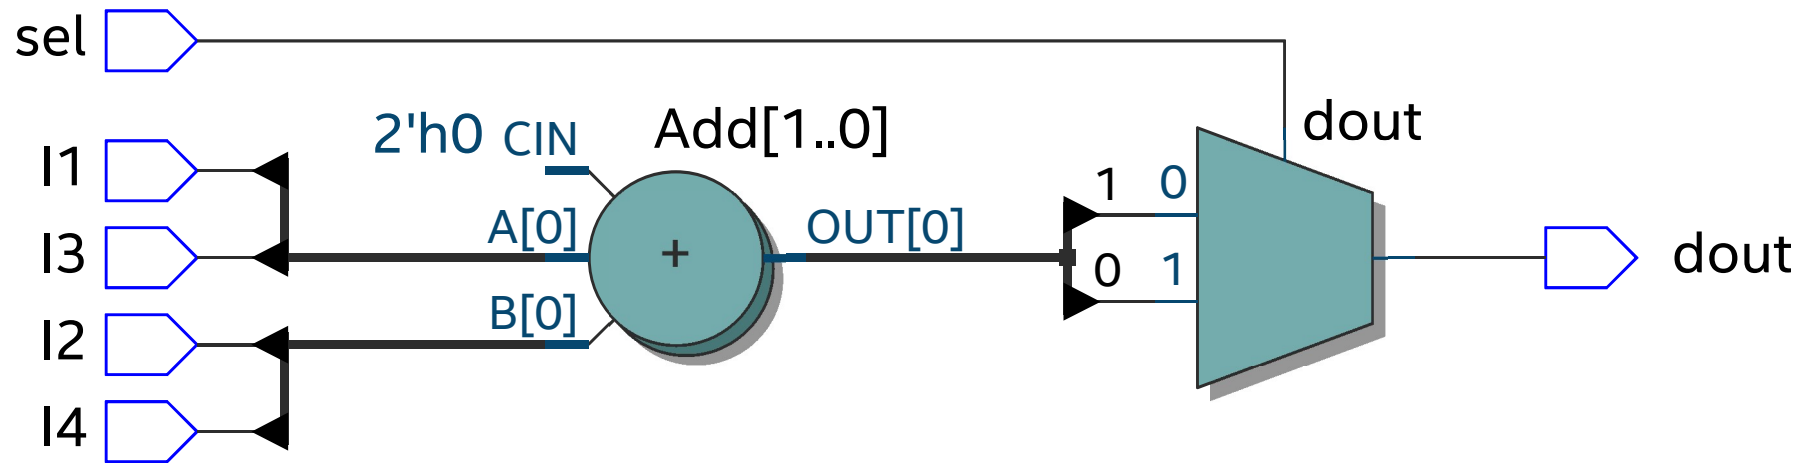 sel
dout
2'h0 CIN Add[1..0]
I1
1 0
I3
A[0] OUT[0]
+
dout
0 1
B[0]
I2
I4